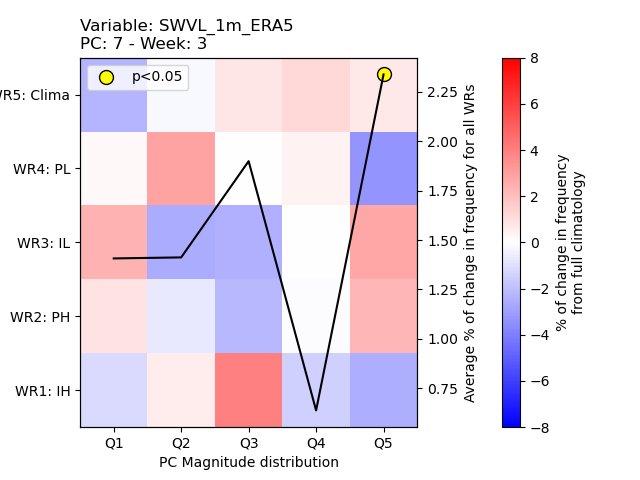 Variable: SWVL_1m_ERA5
PC: 7 - Week: 3
p<0.05
WR5: Clima
WR4: PL
WR3: IL
WR2: PH
WR1: IH
Q1 Q2 Q3 Q4 Q5
PC Magnitude distribution
2.25
2.00
1.75
1.50
1.25
1.00
0.75
Average % of change in frequency for all WRs
8
6
4
2
0
−2
−4
−6
−8
% of change in frequency
from full climatology